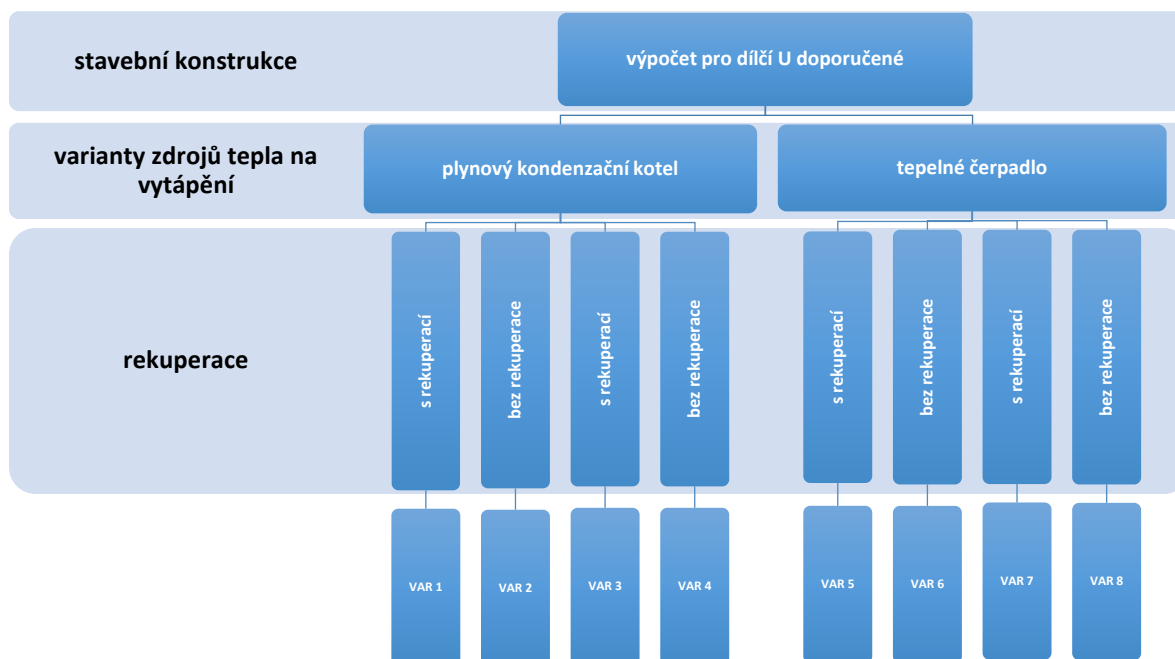 stavební konstrukce
výpočet pro dílčí U doporučené
varianty zdrojů tepla na
vytápění
plynový kondenzační kotel
tepelné čerpadlo
rekuperace
s rekuperací
bez rekuperace
s rekuperací
bez rekuperace
s rekuperací
bez rekuperace
s rekuperací
bez rekuperace
VAR 1
VAR 2
VAR 3
VAR 4
VAR 5
VAR 6
VAR 7
VAR 8